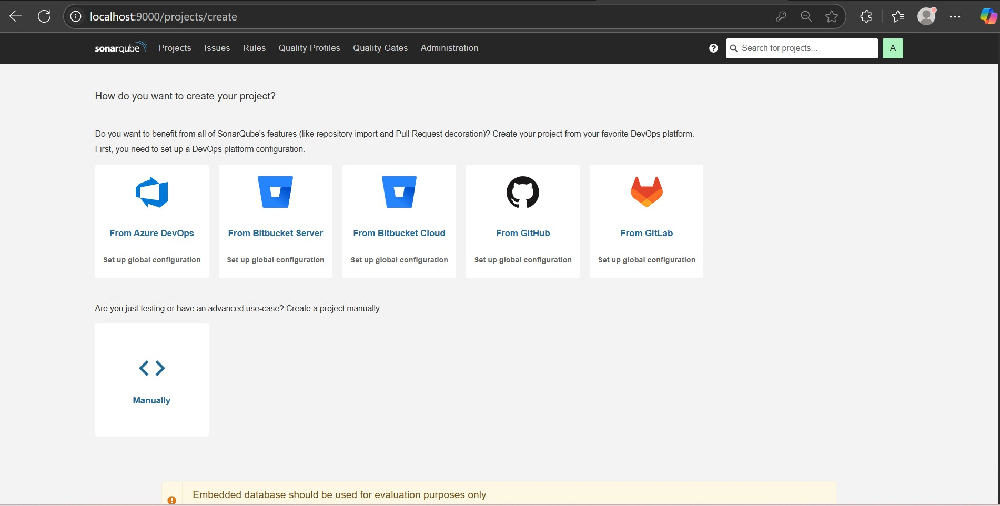 localhost:9000/projects/create
sonarqube Projects Issues Rules Quality Profiles Quality Gates Administration ? Search for projects... A
How do you want to create your project?
Do you want to benefit from all of SonarQube's features (like repository import and Pull Request decoration)? Create your project from your favorite DevOps platform.
First, you need to set up a DevOps platform configuration.
From Azure DevOps From Bitbucket Server From Bitbucket Cloud From GitHub From GitLab
Set up global configuration Set up global configuration Set up global configuration Set up global configuration Set up global configuration
Are you just testing or have an advanced use-case? Create a project manually.
Manually
Embedded database should be used for evaluation purposes only